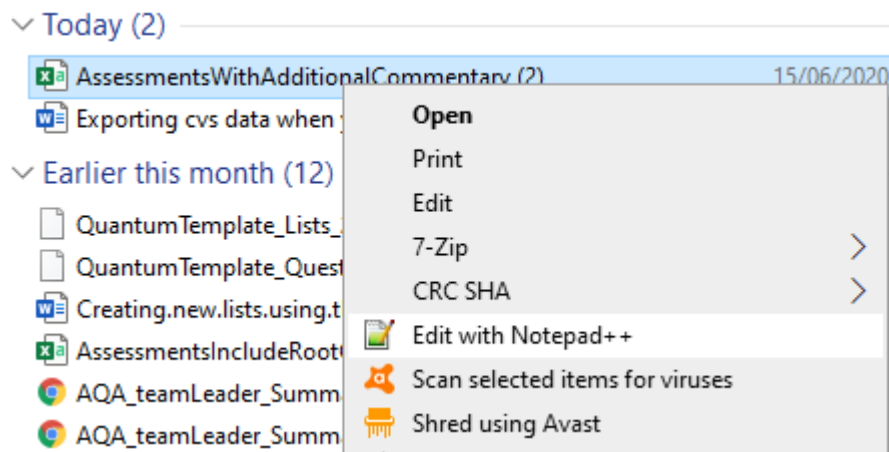 Today (2)
AssessmentsWithAdditionalCommentary (2) 15/06/2020
Exporting cvs data when
Open
Print
Earlier this month (12)
Edit
QuantumTemplate_Lists_
7-Zip
QuantumTemplate_Quest
CRC SHA
Creating.new.lists.using.t
Edit with Notepad++
AssessmentsIncludeRoot
Scan selected items for viruses
AQA_teamLeader_Summ
Shred using Avast
AQA_teamLeader_Summ